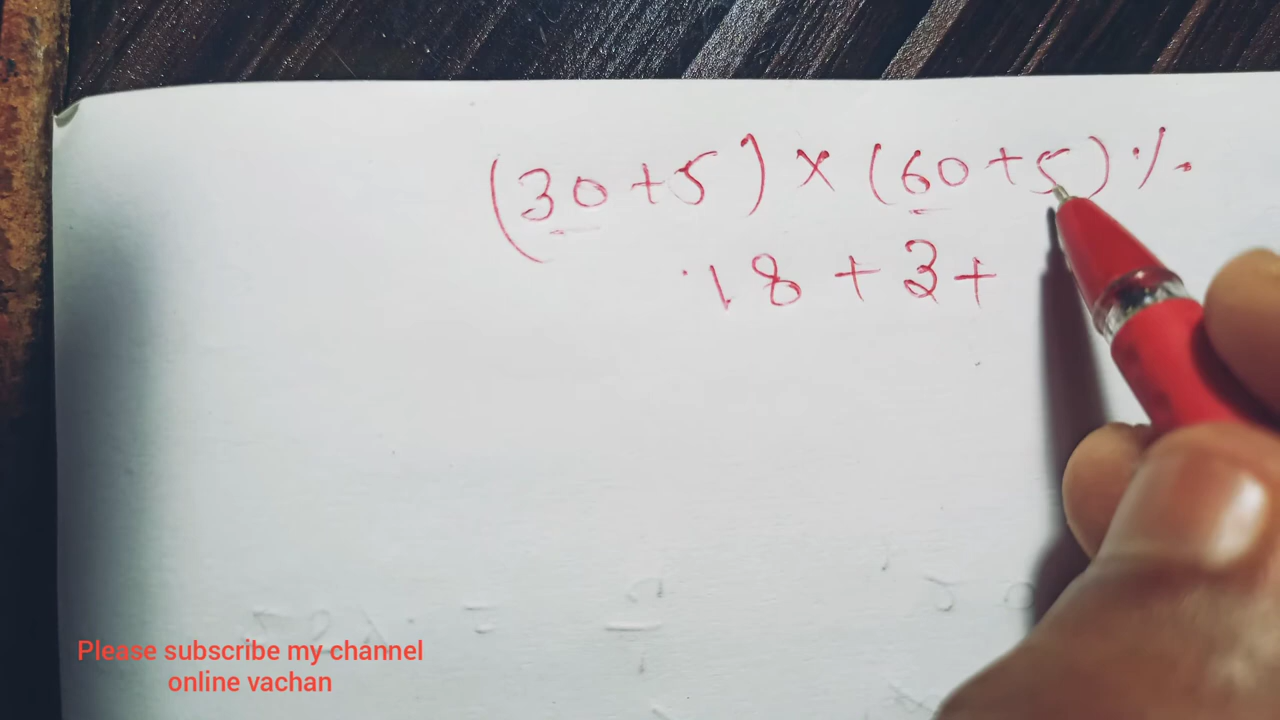 (30+5) × (60+5) %
18 + 3 +
Please subscribe my channel
online vachan